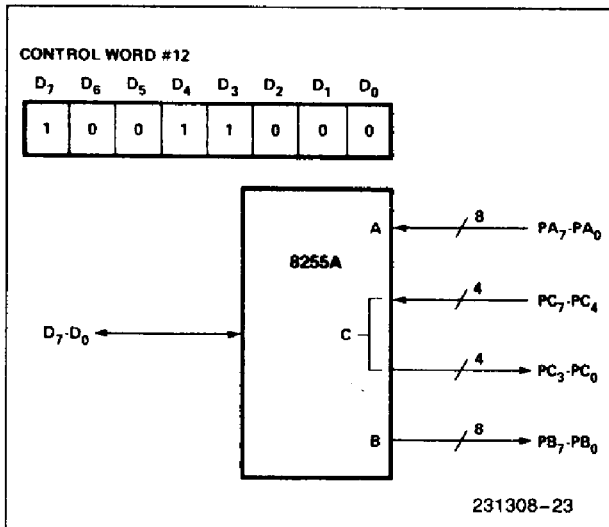 CONTROL WORD #12
D7 D6 D5 D4 D3 D2 D1 D0
1 0 0 1 1 0 0 0
A 8 PA7-PA0
8255A
4 PC7-PC4
D7-D0 C
4 PC3-PC0
B 8 PB7-PB0
231308-23